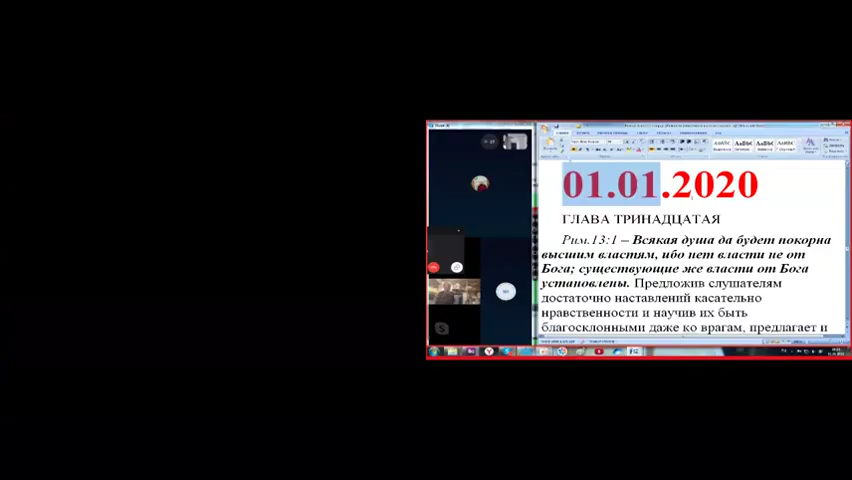 01.01.2020
ГЛАВА ТРИНАДЦАТАЯ
Рим.13:1 – Всякая душа да будет покорна
высшим властям, ибо нет власти не от
Бога; существующие же власти от Бога
установлены. Предложив слушателям
достаточно наставлений касательно
нравственности и научив их быть
благосклонными даже ко врагам, предлагает и